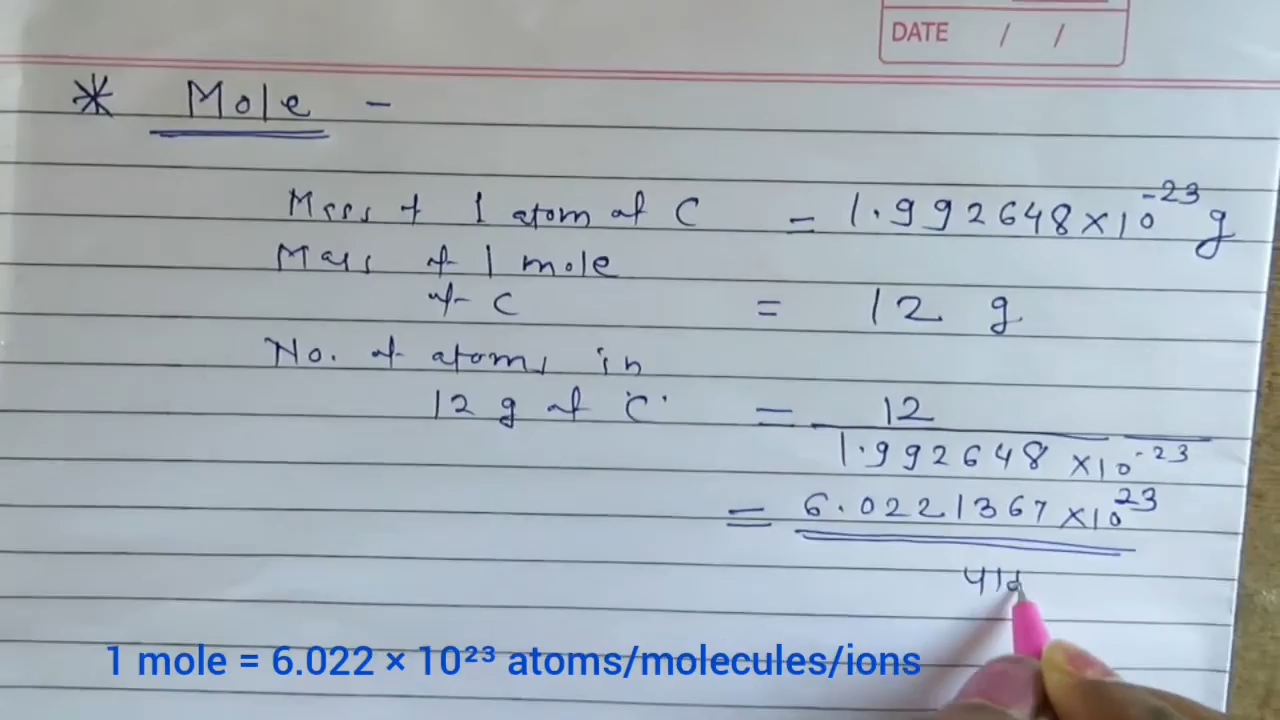 DATE / /
* Mole -
Mass of 1 atom of C = 1.992648×10⁻²³ g
Mass of 1 mole
of C = 12 g
No. of atoms in
12 g of C = 12
1.992648 ×10⁻²³
= 6.0221367×10²³
1 mole = 6.022 × 10²³ atoms/molecules/ions